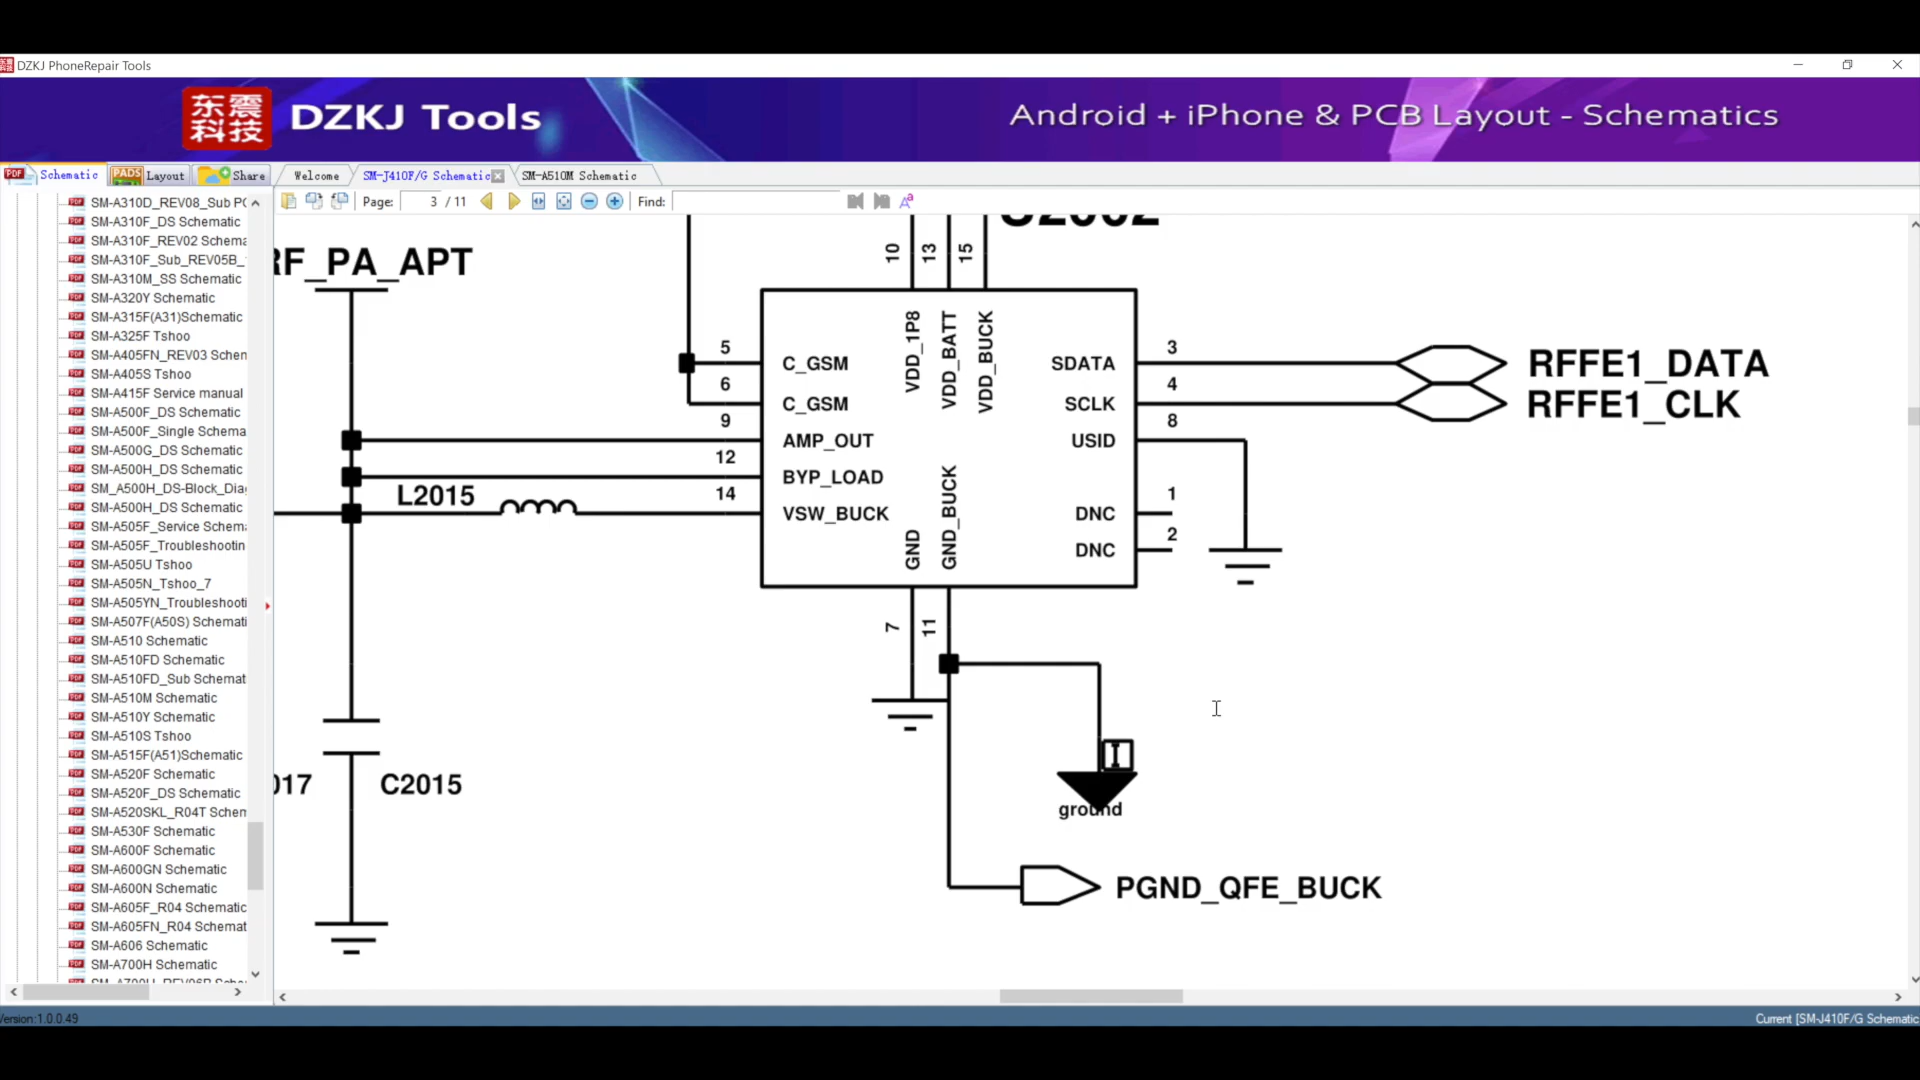 DZKJ PhoneRepair Tools
东震
科技
DZKJ Tools
Android + iPhone & PCB Layout - Schematics
PDF Schematic
PADS Layout
Share
Welcome
SM-J410F/G Schematic
SM-A510M Schematic
Page: 3 / 11
Find:
SM-A310D_REV08_Sub PC
SM-A310F_DS Schematic
SM-A310F_REV02 Schema
SM-A310F_Sub_REV05B_
SM-A310M_SS Schematic
SM-A320Y Schematic
SM-A315F(A31)Schematic
SM-A325F Tshoo
SM-A405FN_REV03 Schen
SM-A405S Tshoo
SM-A415F Service manual
SM-A500F_DS Schematic
SM-A500F_Single Schema
SM-A500G_DS Schematic
SM-A500H_DS Schematic
SM_A500H_DS-Block_Dia
SM-A500H_DS Schematic
SM-A505F_Service Schema
SM-A505F_Troubleshootin
SM-A505U Tshoo
SM-A505N_Tshoo_7
SM-A505YN_Troubleshooti
SM-A507F(A50S) Schemati
SM-A510 Schematic
SM-A510FD Schematic
SM-A510FD_Sub Schemat
SM-A510M Schematic
SM-A510Y Schematic
SM-A510S Tshoo
SM-A515F(A51)Schematic
SM-A520F Schematic
SM-A520F_DS Schematic
SM-A520SKL_R04T Schem
SM-A530F Schematic
SM-A600F Schematic
SM-A600GN Schematic
SM-A600N Schematic
SM-A605F_R04 Schematic
SM-A605FN_R04 Schemat
SM-A606 Schematic
SM-A700H Schematic
RF_PA_APT
10
13
15
VDD_1P8
VDD_BATT
VDD_BUCK
5
C_GSM
6
C_GSM
9
AMP_OUT
12
BYP_LOAD
14
VSW_BUCK
L2015
SDATA
3
RFFE1_DATA
SCLK
4
RFFE1_CLK
USID
8
DNC
1
DNC
2
GND
GND_BUCK
7
11
017
C2015
ground
PGND_QFE_BUCK
Version:1.0.0.49
Current [SM-J410F/G Schematic